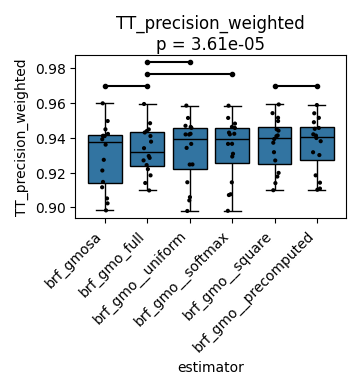 TT_precision_weighted
p = 3.61e-05
TT_precision_weighted
0.98
0.96
0.94
0.92
0.90
brf_gmosa
brf_gmo_full
brf_gmo__uniform
brf_gmo__softmax
brf_gmo__square
brf_gmo__precomputed
estimator